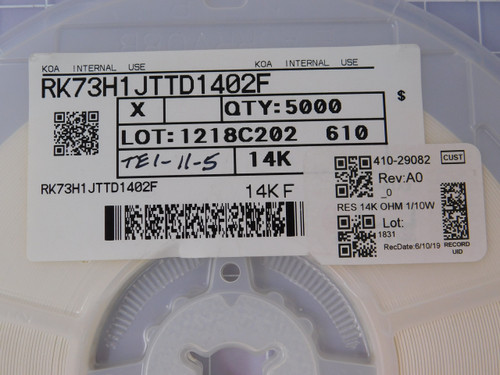 KOA INTERNAL USE
KOA INTERNAL USE
RK73H1JTTD1402F
X QTY:5000
$
LOT:1218C202 610
TE1-11-5 14K
RK73H1JTTD1402F
14K F
410-29082
CUST
Rev:A0
_0
RES 14K OHM 1/10W
Lot:
1831
RecDate:6/10/19
RECORD
UID